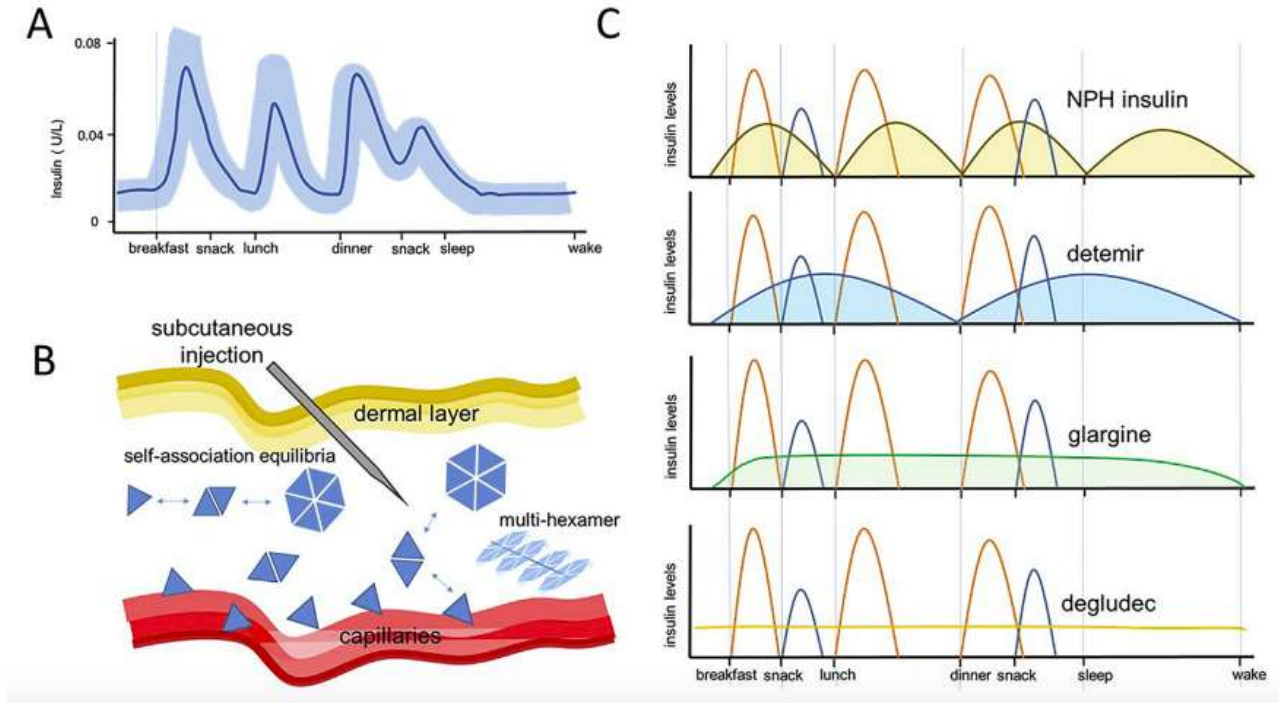 A
Insulin ( U/L)
0.08
0.04
0
breakfast snack lunch dinner snack sleep wake
B
subcutaneous
injection
dermal layer
self-association equilibria
multi-hexamer
capillaries
C
insulin levels
NPH insulin
insulin levels
detemir
insulin levels
glargine
insulin levels
degludec
breakfast snack lunch dinner snack sleep wake